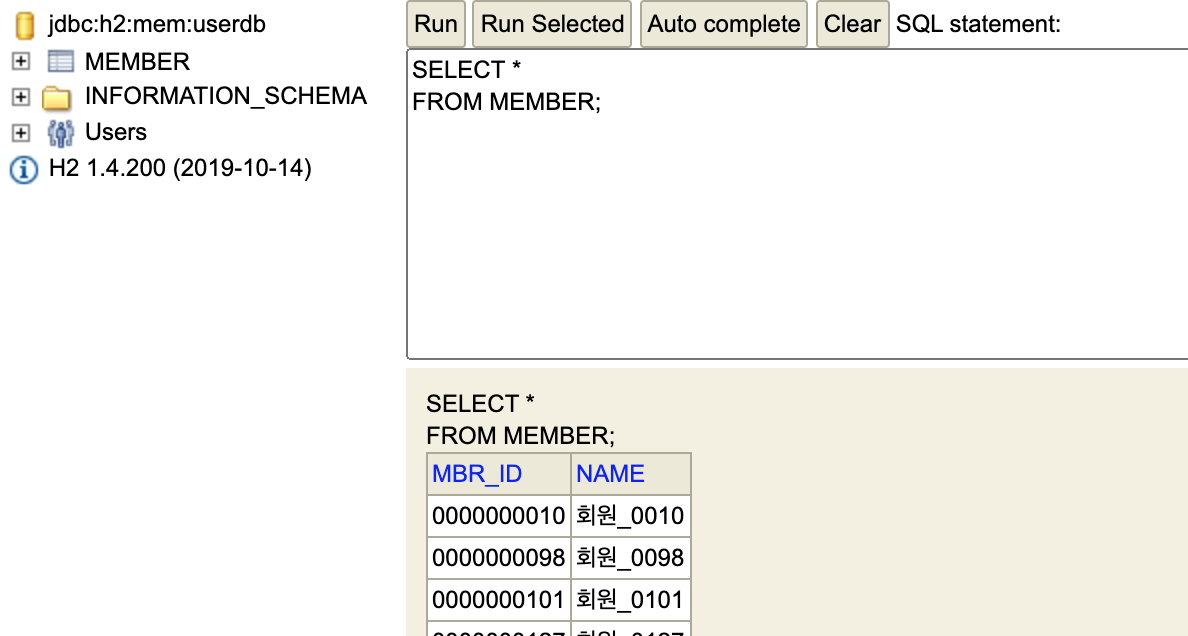 jdbc:h2:mem:userdb
MEMBER
INFORMATION_SCHEMA
Users
H2 1.4.200 (2019-10-14)
Run Run Selected Auto complete Clear SQL statement:
SELECT *
FROM MEMBER;
SELECT *
FROM MEMBER;
MBR_ID NAME
0000000010 회원_0010
0000000098 회원_0098
0000000101 회원_0101